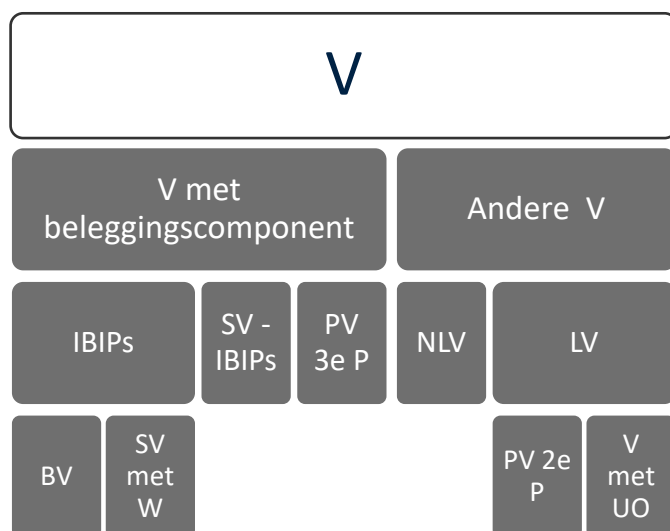 V
V met
beleggingscomponent
Andere V
IBIPs
SV -
IBIPs
PV
3e P
NLV
LV
BV
SV
met
W
PV 2e
P
V
met
UO